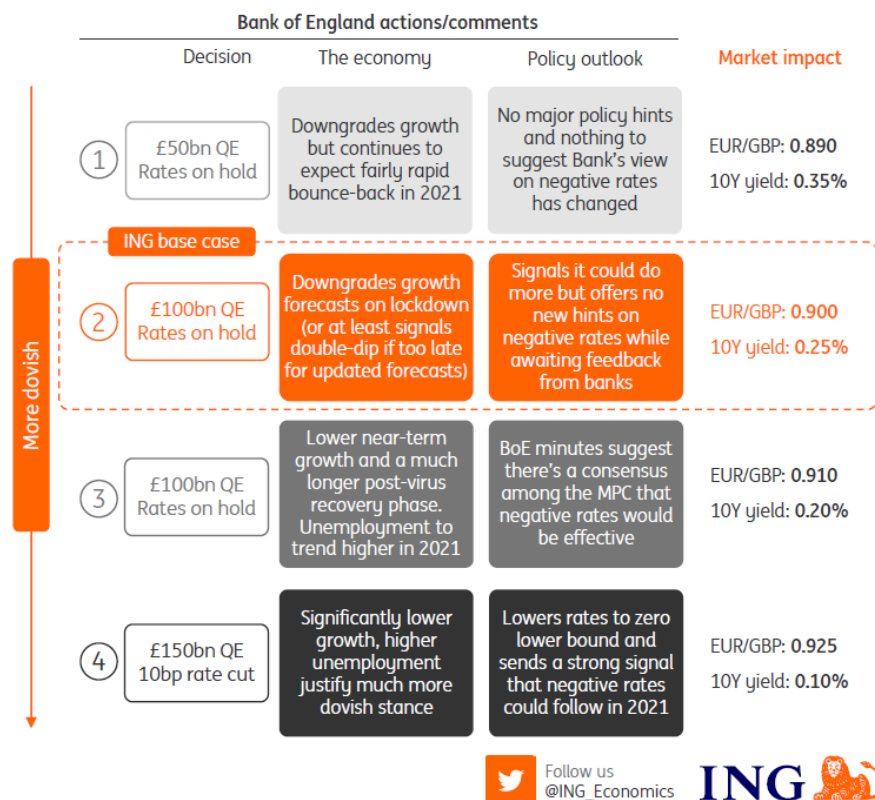 Bank of England actions/comments
Decision
The economy
Policy outlook
Market impact
More dovish
1
£50bn QE
Rates on hold
Downgrades growth
but continues to
expect fairly rapid
bounce-back in 2021
No major policy hints
and nothing to
suggest Bank's view
on negative rates
has changed
EUR/GBP: 0.890
10Y yield: 0.35%
ING base case
2
£100bn QE
Rates on hold
Downgrades growth
forecasts on lockdown
(or at least signals
double-dip if too late
for updated forecasts)
Signals it could do
more but offers no
new hints on
negative rates while
awaiting feedback
from banks
EUR/GBP: 0.900
10Y yield: 0.25%
3
£100bn QE
Rates on hold
Lower near-term
growth and a much
longer post-virus
recovery phase.
Unemployment to
trend higher in 2021
BoE minutes suggest
there's a consensus
among the MPC that
negative rates would
be effective
EUR/GBP: 0.910
10Y yield: 0.20%
4
£150bn QE
10bp rate cut
Significantly lower
growth, higher
unemployment
justify much more
dovish stance
Lowers rates to zero
lower bound and
sends a strong signal
that negative rates
could follow in 2021
EUR/GBP: 0.925
10Y yield: 0.10%
Follow us
@ING_Economics
ING